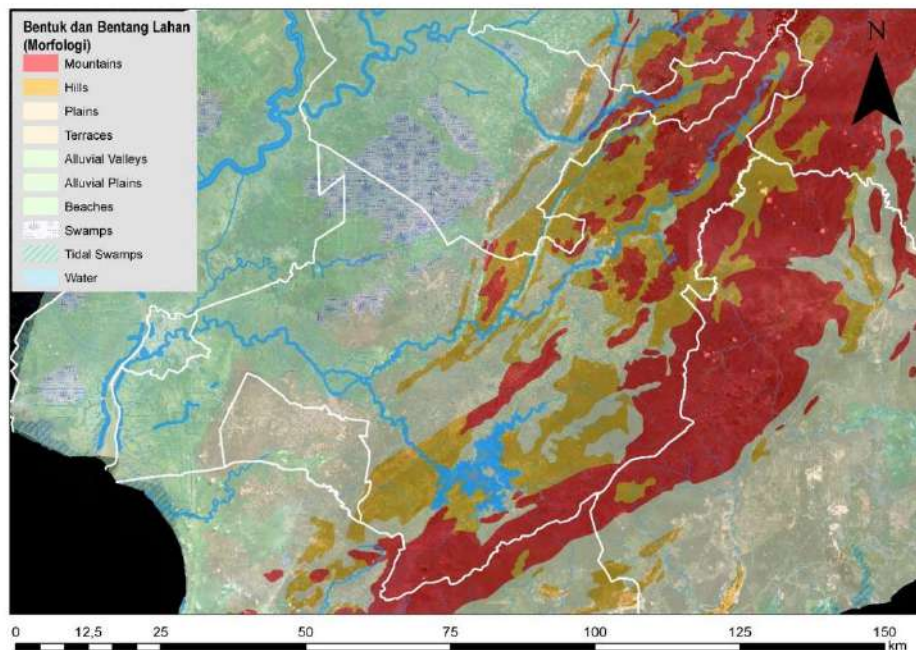 Bentuk dan Bentang Lahan
(Morfologi)
Mountains
Hills
Plains
Terraces
Alluvial Valleys
Alluvial Plains
Beaches
Swamps
Tidal Swamps
Water
N
0 12,5 25 50 75 100 125 150
km